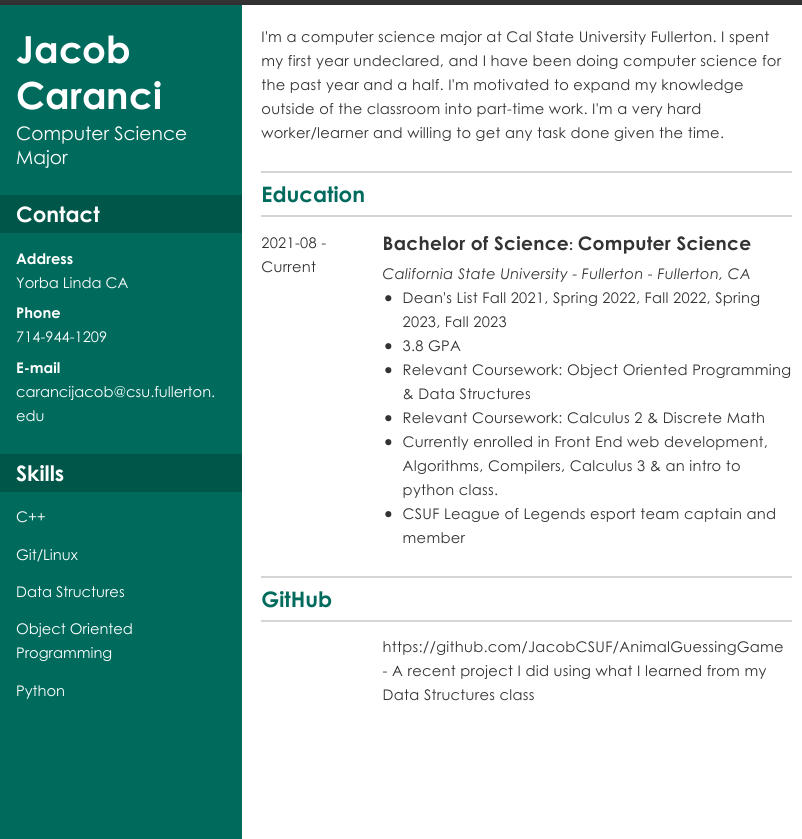 Jacob
Caranci
Computer Science
Major
Contact
Address
Yorba Linda CA
Phone
714-944-1209
E-mail
carancijacob@csu.fullerton.
edu
Skills
C++
Git/Linux
Data Structures
Object Oriented
Programming
Python
I'm a computer science major at Cal State University Fullerton. I spent
my first year undeclared, and I have been doing computer science for
the past year and a half. I'm motivated to expand my knowledge
outside of the classroom into part-time work. I'm a very hard
worker/learner and willing to get any task done given the time.
Education
2021-08 -
Current
Bachelor of Science: Computer Science
California State University - Fullerton - Fullerton, CA
• Dean's List Fall 2021, Spring 2022, Fall 2022, Spring
2023, Fall 2023
• 3.8 GPA
• Relevant Coursework: Object Oriented Programming
& Data Structures
• Relevant Coursework: Calculus 2 & Discrete Math
• Currently enrolled in Front End web development,
Algorithms, Compilers, Calculus 3 & an intro to
python class.
• CSUF League of Legends esport team captain and
member
GitHub
https://github.com/JacobCSUF/AnimalGuessingGame
- A recent project I did using what I learned from my
Data Structures class